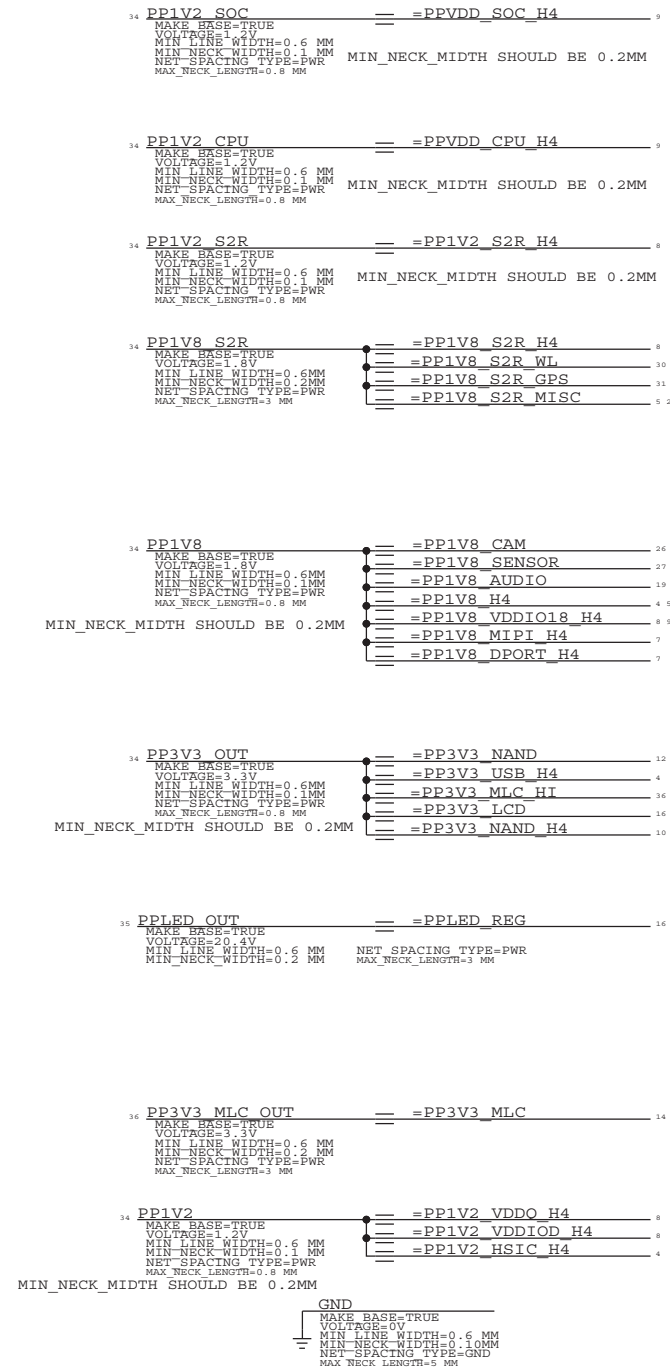 34 PP1V2_SOC =PPVDD_SOC_H4 9
MAKE_BASE=TRUE
VOLTAGE=1.2V
MIN_LINE_WIDTH=0.6 MM
MIN_NECK_WIDTH=0.1 MM MIN_NECK_MIDTH SHOULD BE 0.2MM
NET_SPACING_TYPE=PWR
MAX_NECK_LENGTH=0.8 MM
34 PP1V2_CPU =PPVDD_CPU_H4 9
MAKE_BASE=TRUE
VOLTAGE=1.2V
MIN_LINE_WIDTH=0.6 MM
MIN_NECK_WIDTH=0.1 MM MIN_NECK_MIDTH SHOULD BE 0.2MM
NET_SPACING_TYPE=PWR
MAX_NECK_LENGTH=0.8 MM
34 PP1V2_S2R =PP1V2_S2R_H4 8
MAKE_BASE=TRUE
VOLTAGE=1.2V
MIN_LINE_WIDTH=0.6 MM MIN_NECK_MIDTH SHOULD BE 0.2MM
MIN_NECK_WIDTH=0.1 MM
NET_SPACING_TYPE=PWR
MAX_NECK_LENGTH=0.8 MM
34 PP1V8_S2R =PP1V8_S2R_H4 8
MAKE_BASE=TRUE
VOLTAGE=1.8V =PP1V8_S2R_WL 30
MIN_LINE_WIDTH=0.6MM
MIN_NECK_WIDTH=0.2MM =PP1V8_S2R_GPS 31
NET_SPACING_TYPE=PWR
MAX_NECK_LENGTH=3 MM =PP1V8_S2R_MISC 5 2
34 PP1V8 =PP1V8_CAM 26
MAKE_BASE=TRUE
VOLTAGE=1.8V =PP1V8_SENSOR 27
MIN_LINE_WIDTH=0.6MM
MIN_NECK_WIDTH=0.1MM =PP1V8_AUDIO 19
NET_SPACING_TYPE=PWR
MAX_NECK_LENGTH=0.8 MM =PP1V8_H4 4 5
MIN_NECK_MIDTH SHOULD BE 0.2MM =PP1V8_VDDIO18_H4 8 9
=PP1V8_MIPI_H4 7
=PP1V8_DPORT_H4 7
34 PP3V3_OUT =PP3V3_NAND 12
MAKE_BASE=TRUE
VOLTAGE=3.3V =PP3V3_USB_H4 4
MIN_LINE_WIDTH=0.6MM
MIN_NECK_WIDTH=0.1MM =PP3V3_MLC_HI 36
NET_SPACING_TYPE=PWR
MAX_NECK_LENGTH=0.8 MM =PP3V3_LCD 16
MIN_NECK_MIDTH SHOULD BE 0.2MM =PP3V3_NAND_H4 10
35 PPLED_OUT =PPLED_REG 16
MAKE_BASE=TRUE
VOLTAGE=20.4V
MIN_LINE_WIDTH=0.6 MM NET_SPACING_TYPE=PWR
MIN_NECK_WIDTH=0.2 MM MAX_NECK_LENGTH=3 MM
36 PP3V3_MLC_OUT =PP3V3_MLC 14
MAKE_BASE=TRUE
VOLTAGE=3.3V
MIN_LINE_WIDTH=0.6 MM
MIN_NECK_WIDTH=0.2 MM
NET_SPACING_TYPE=PWR
MAX_NECK_LENGTH=3 MM
34 PP1V2 =PP1V2_VDDQ_H4 8
MAKE_BASE=TRUE
VOLTAGE=1.2V =PP1V2_VDDIOD_H4 8
MIN_LINE_WIDTH=0.6 MM
MIN_NECK_WIDTH=0.1 MM =PP1V2_HSIC_H4 4
NET_SPACING_TYPE=PWR
MAX_NECK_LENGTH=0.8 MM
MIN_NECK_MIDTH SHOULD BE 0.2MM
GND
MAKE_BASE=TRUE
VOLTAGE=0V
MIN_LINE_WIDTH=0.6 MM
MIN_NECK_WIDTH=0.10MM
NET_SPACING_TYPE=GND
MAX_NECK_LENGTH=5 MM